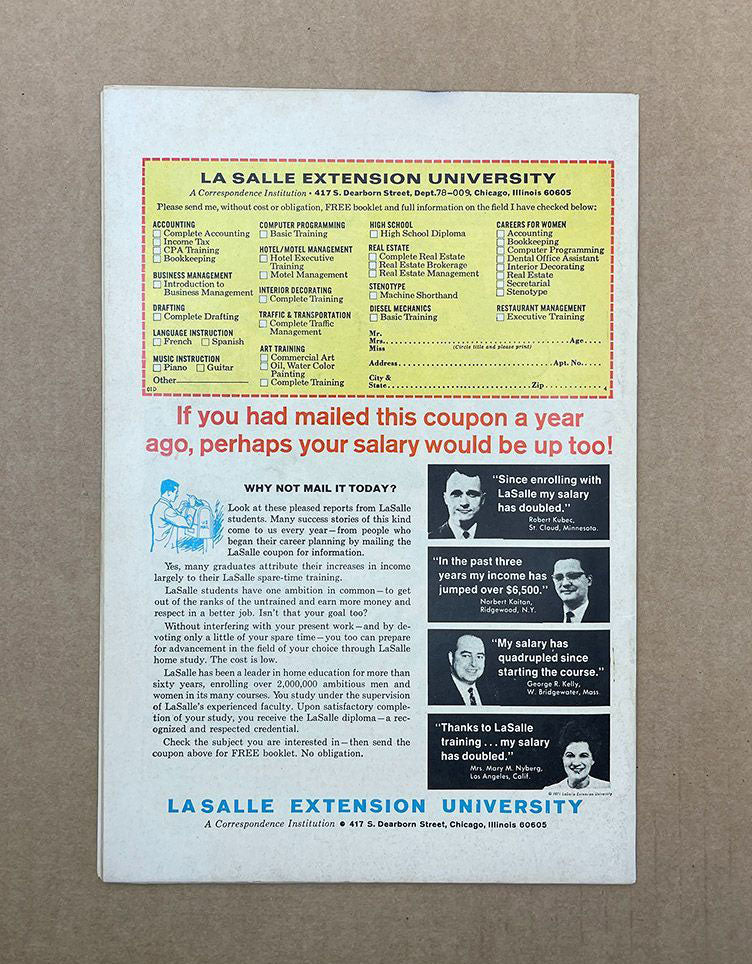 LA SALLE EXTENSION UNIVERSITY
A Correspondence Institution • 417 S. Dearborn Street, Dept. 78-009, Chicago, Illinois 60605
Please send me, without cost or obligation, FREE booklet and full information on the field I have checked below:
ACCOUNTING
Complete Accounting
Income Tax
CPA Training
Bookkeeping
BUSINESS MANAGEMENT
Introduction to
Business Management
DRAFTING
Complete Drafting
LANGUAGE INSTRUCTION
French Spanish
MUSIC INSTRUCTION
Piano Guitar
Other
01D
COMPUTER PROGRAMMING
Basic Training
HOTEL/MOTEL MANAGEMENT
Hotel Executive
Training
Motel Management
INTERIOR DECORATING
Complete Training
TRAFFIC & TRANSPORTATION
Complete Traffic
Management
ART TRAINING
Commercial Art
Oil, Water Color
Painting
Complete Training
HIGH SCHOOL
High School Diploma
REAL ESTATE
Complete Real Estate
Real Estate Brokerage
Real Estate Management
STENOTYPE
Machine Shorthand
DIESEL MECHANICS
Basic Training
CAREERS FOR WOMEN
Accounting
Bookkeeping
Computer Programming
Dental Office Assistant
Interior Decorating
Real Estate
Secretarial
Stenotype
RESTAURANT MANAGEMENT
Executive Training
Mr.
Mrs. Age
Miss (Circle title and please print)
Address Apt. No.
City &
State Zip 4
If you had mailed this coupon a year
ago, perhaps your salary would be up too!
WHY NOT MAIL IT TODAY?
Look at these pleased reports from LaSalle
students. Many success stories of this kind
come to us every year—from people who
began their career planning by mailing the
LaSalle coupon for information.
Yes, many graduates attribute their increases in income
largely to their LaSalle spare-time training.
LaSalle students have one ambition in common—to get
out of the ranks of the untrained and earn more money and
respect in a better job. Isn't that your goal too?
Without interfering with your present work—and by de-
voting only a little of your spare time—you too can prepare
for advancement in the field of your choice through LaSalle
home study. The cost is low.
LaSalle has been a leader in home education for more than
sixty years, enrolling over 2,000,000 ambitious men and
women in its many courses. You study under the supervision
of LaSalle's experienced faculty. Upon satisfactory comple-
tion of your study, you receive the LaSalle diploma—a rec-
ognized and respected credential.
Check the subject you are interested in—then send the
coupon above for FREE booklet. No obligation.
"Since enrolling with
LaSalle my salary
has doubled."
Robert Kubec,
St. Cloud, Minnesota.
"In the past three
years my income has
jumped over $6,500."
Norbert Kaitan,
Ridgewood, N.Y.
"My salary has
quadrupled since
starting the course."
George R. Kelly,
W. Bridgewater, Mass.
"Thanks to LaSalle
training . . . my salary
has doubled."
Mrs. Mary M. Nyberg,
Los Angeles, Calif.
© 1971 LaSalle Extension University
LA SALLE EXTENSION UNIVERSITY
A Correspondence Institution • 417 S. Dearborn Street, Chicago, Illinois 60605